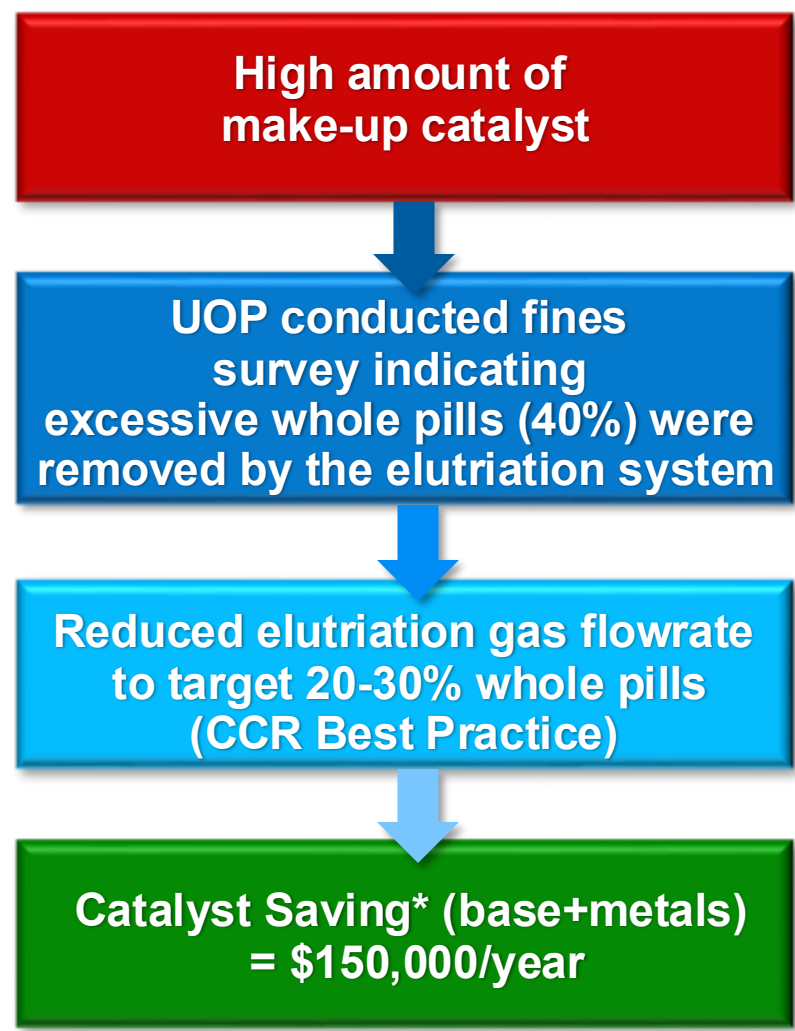 High amount of
make-up catalyst
UOP conducted fines
survey indicating
excessive whole pills (40%) were
removed by the elutriation system
Reduced elutriation gas flowrate
to target 20-30% whole pills
(CCR Best Practice)
Catalyst Saving* (base+metals)
= $150,000/year